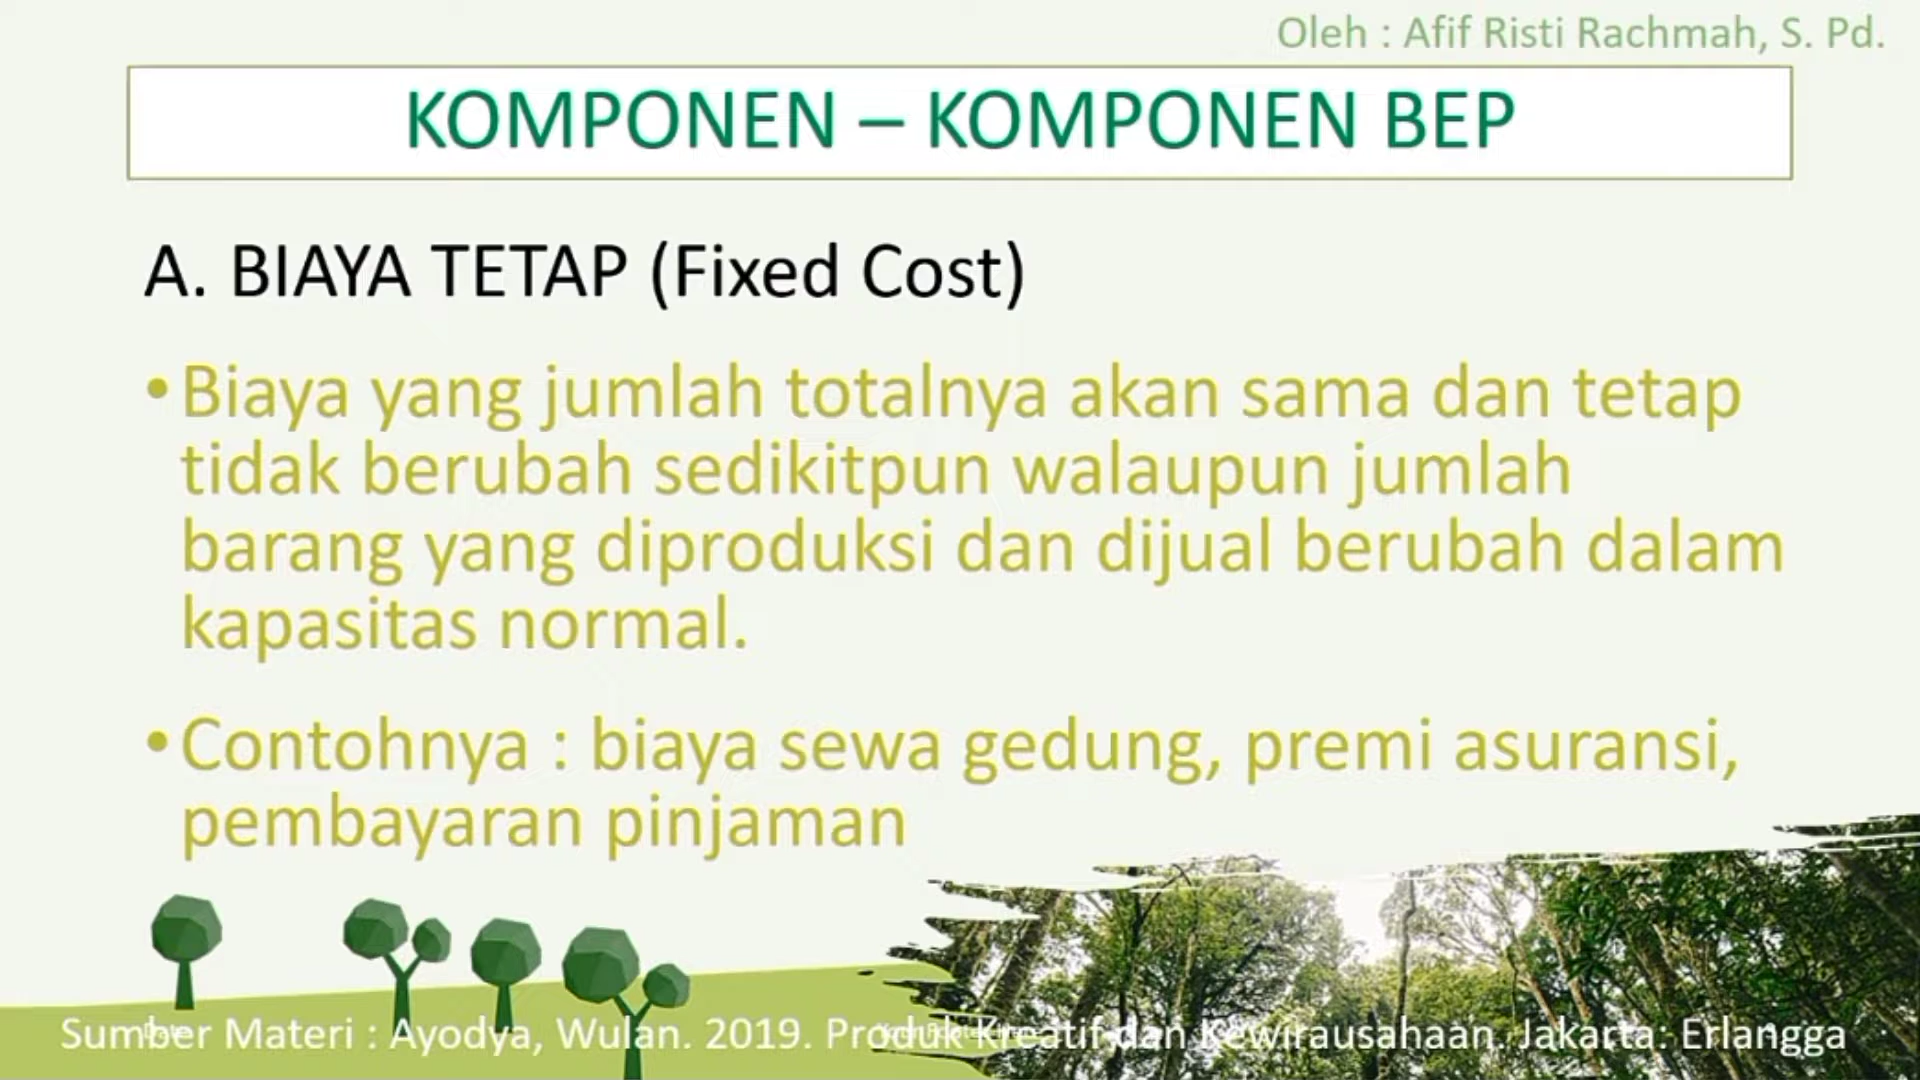 Oleh : Afif Risti Rachmah, S. Pd.
KOMPONEN – KOMPONEN BEP
A. BIAYA TETAP (Fixed Cost)
•Biaya yang jumlah totalnya akan sama dan tetap
tidak berubah sedikitpun walaupun jumlah
barang yang diproduksi dan dijual berubah dalam
kapasitas normal.
•Contohnya : biaya sewa gedung, premi asuransi,
pembayaran pinjaman
Sumber Materi : Ayodya, Wulan. 2019. Produk Kreatif dan Kewirausahaan. Jakarta: Erlangga